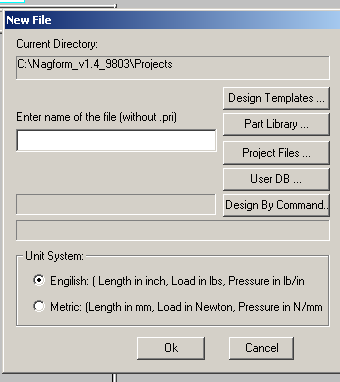 New File
Current Directory:
C:\Nagform_v1.4_9803\Projects
Design Templates ...
Enter name of the file (without .pri)
Part Library ...
Project Files ...
User DB ...
Design By Command..
Unit System:
Engilish: ( Length in inch, Load in lbs, Pressure in lb/in
Metric: (Length in mm, Load in Newton, Pressure in N/mm
Ok
Cancel